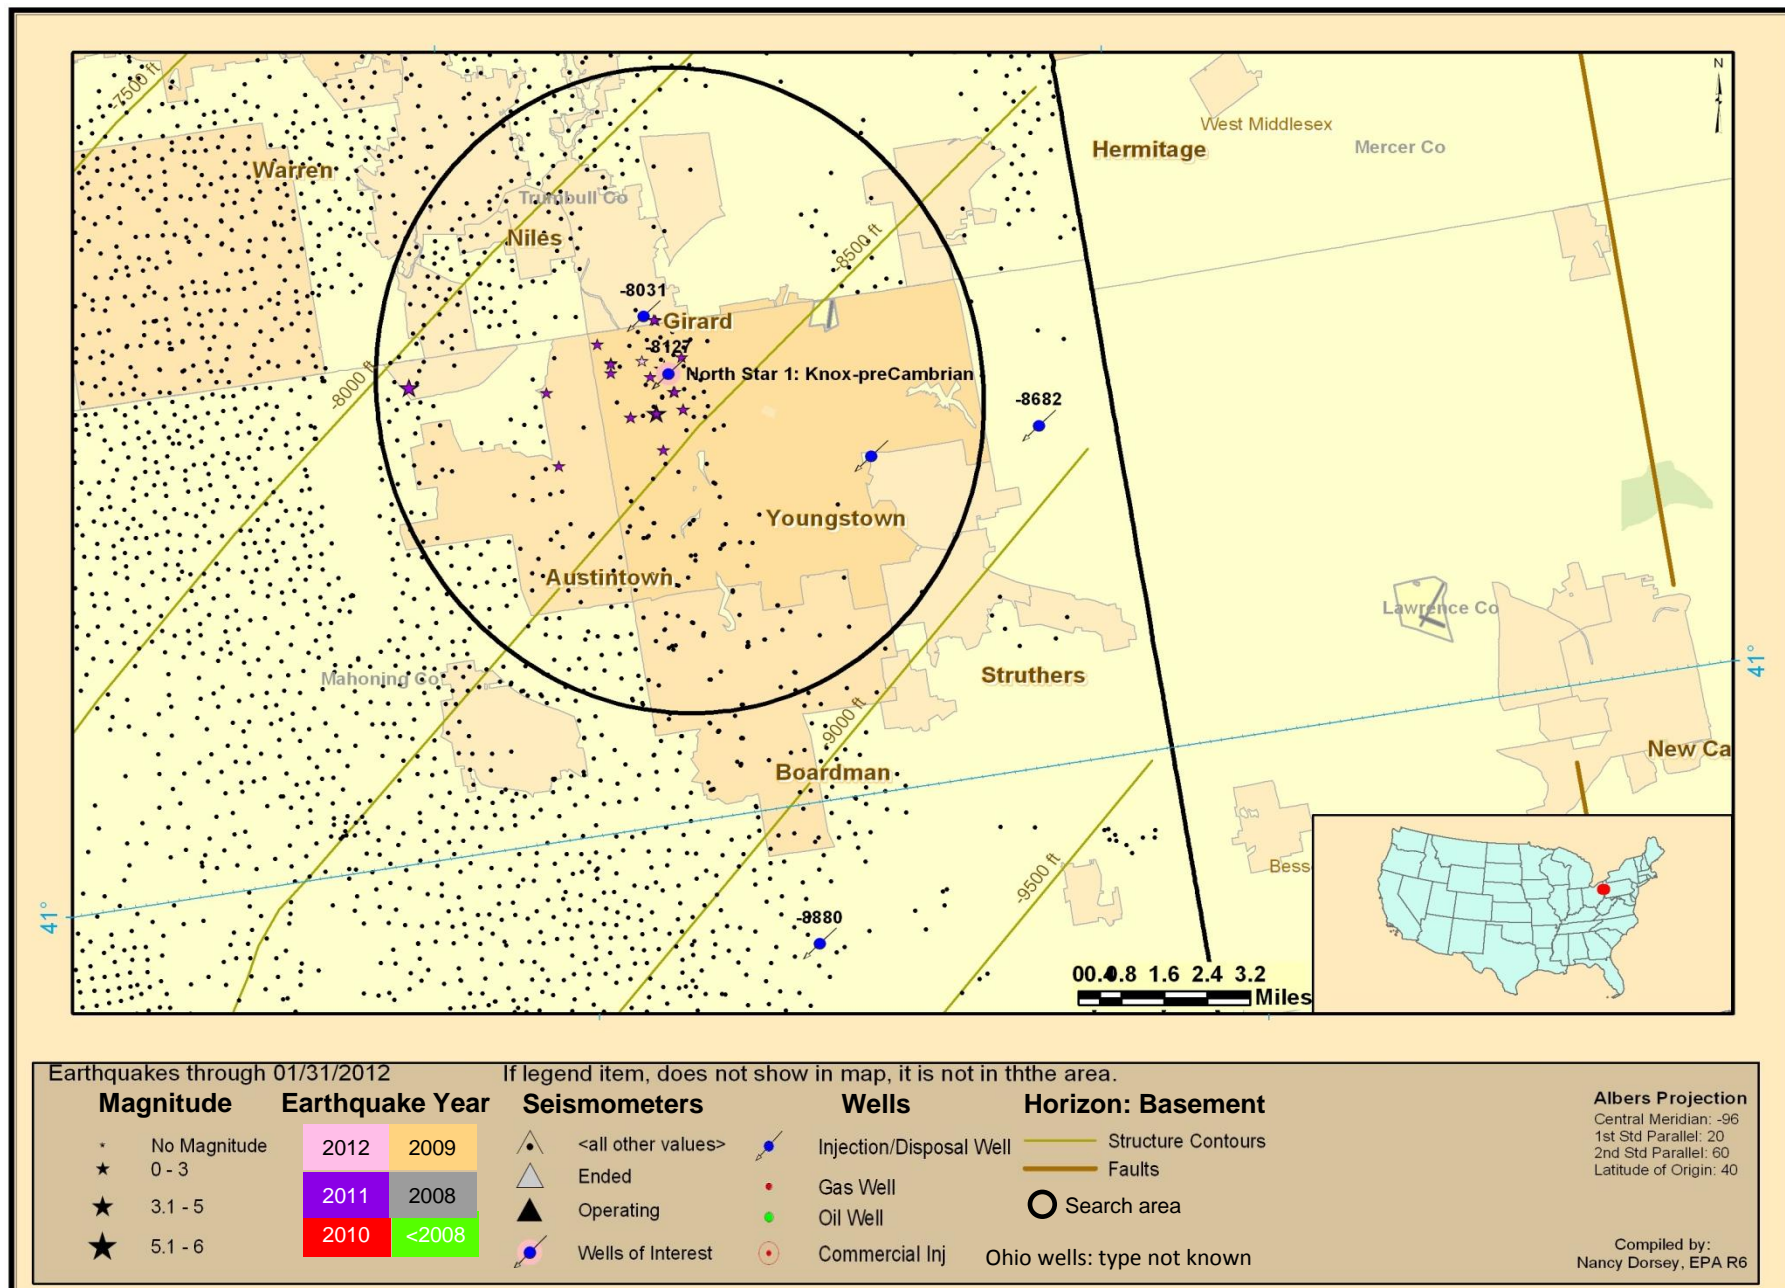 N
-7500 ft
West Middlesex
Hermitage
Mercer Co
Warren
Trumbull Co
Niles
-8500 ft
-8031
Girard
-8127
North Star 1: Knox-preCambrian
-8000 ft
-8682
Youngstown
Austintown
Lawrence Co
41°
Struthers
Mahoning Co
-9000 ft
New Ca
Boardman
Bess
-9500 ft
41°
-8880
00.40.8 1.6 2.4 3.2
Miles
Earthquakes through 01/31/2012
If legend item, does not show in map, it is not in ththe area.
Magnitude
No Magnitude
0 - 3
3.1 - 5
5.1 - 6
Earthquake Year
2012 2009
2011 2008
2010 <2008
Seismometers
<all other values>
Ended
Operating
Wells of Interest
Wells
Injection/Disposal Well
Gas Well
Oil Well
Commercial Inj
Horizon: Basement
Structure Contours
Faults
Search area
Ohio wells: type not known
Albers Projection
Central Meridian: -96
1st Std Parallel: 20
2nd Std Parallel: 60
Latitude of Origin: 40
Compiled by:
Nancy Dorsey, EPA R6